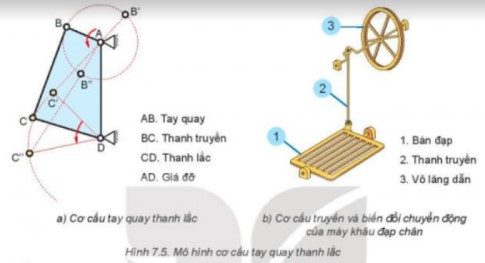 B'
B
A
B''
C'
C
D
C''
AB. Tay quay
BC. Thanh truyền
CD. Thanh lắc
AD. Giá đỡ
a) Cơ cấu tay quay thanh lắc
3
2
1
1. Bàn đạp
2. Thanh truyền
3. Vô lăng dẫn
b) Cơ cấu truyền và biến đổi chuyển động
của máy khâu đạp chân
Hình 7.5. Mô hình cơ cấu tay quay thanh lắc